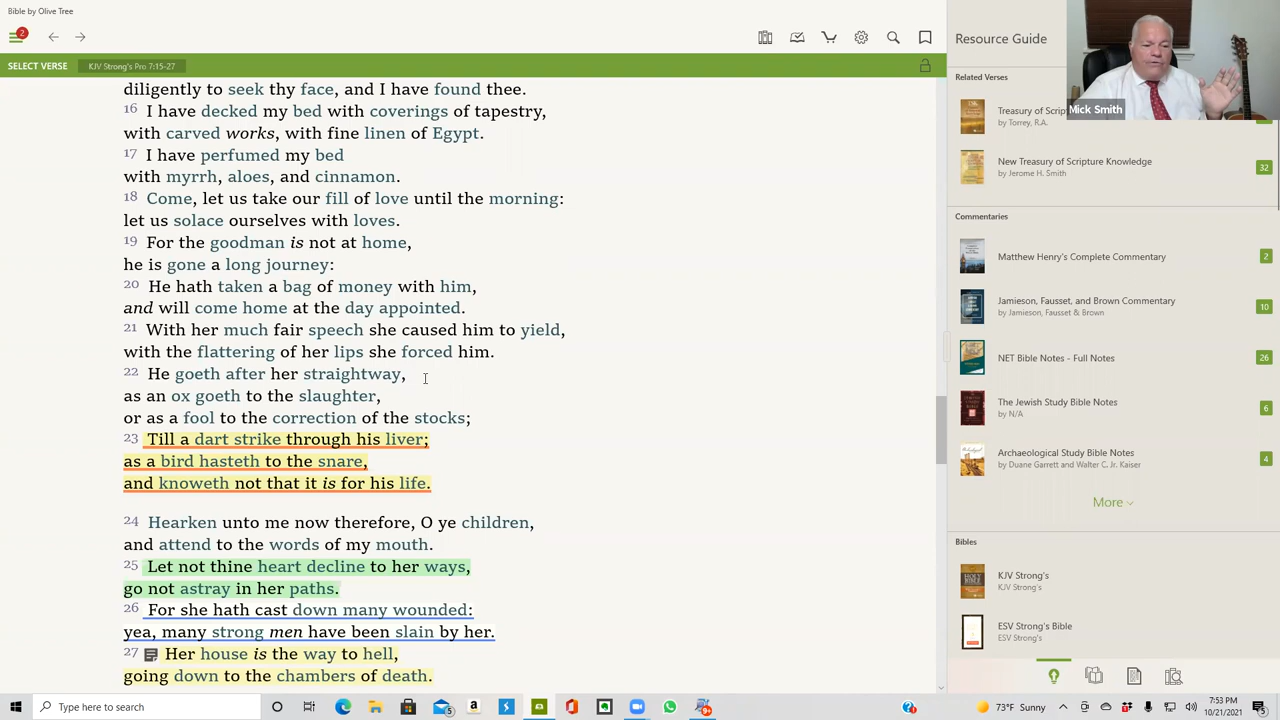 Bible by Olive Tree
2
SELECT VERSE
KJV Strong's Pro 7:15-27
diligently to seek thy face, and I have found thee.
16 I have decked my bed with coverings of tapestry,
with carved works, with fine linen of Egypt.
17 I have perfumed my bed
with myrrh, aloes, and cinnamon.
18 Come, let us take our fill of love until the morning:
let us solace ourselves with loves.
19 For the goodman is not at home,
he is gone a long journey:
20 He hath taken a bag of money with him,
and will come home at the day appointed.
21 With her much fair speech she caused him to yield,
with the flattering of her lips she forced him.
22 He goeth after her straightway,
as an ox goeth to the slaughter,
or as a fool to the correction of the stocks;
23 Till a dart strike through his liver;
as a bird hasteth to the snare,
and knoweth not that it is for his life.
24 Hearken unto me now therefore, O ye children,
and attend to the words of my mouth.
25 Let not thine heart decline to her ways,
go not astray in her paths.
26 For she hath cast down many wounded:
yea, many strong men have been slain by her.
27 Her house is the way to hell,
going down to the chambers of death.
Resource Guide
Mick Smith
Related Verses
Treasury of Scrip
by Torrey, R.A.
New Treasury of Scripture Knowledge
by Jerome H. Smith
32
Commentaries
Matthew Henry's Complete Commentary
2
Jamieson, Fausset, and Brown Commentary
by Jamieson, Fausset & Brown
10
NET Bible Notes - Full Notes
26
The Jewish Study Bible Notes
by N/A
6
Archaeological Study Bible Notes
by Duane Garrett and Walter C. Jr. Kaiser
4
More
Bibles
KJV Strong's
KJV Strong's
ESV Strong's Bible
ESV Strong's
Type here to search
5
9+
73°F Sunny
7:53 PM
10/21/2021